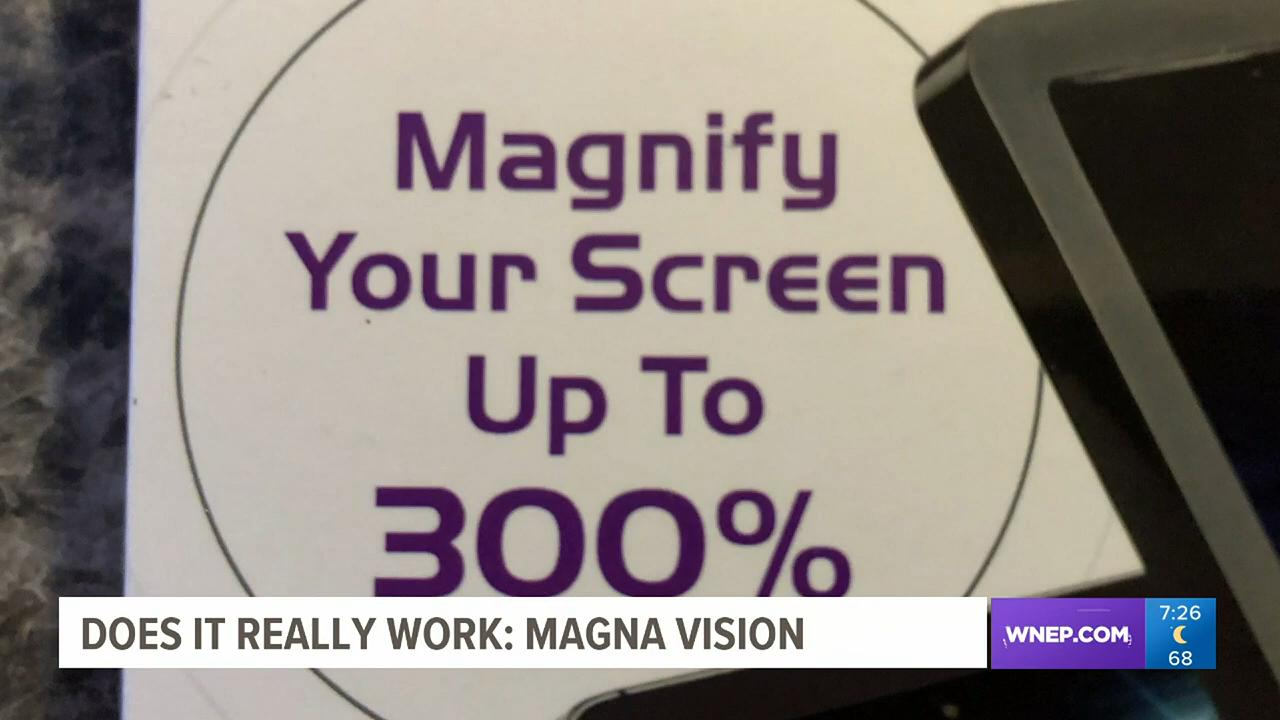 Magnify
Your Screen
Up To
300%
DOES IT REALLY WORK: MAGNA VISION
WNEP.COM
7:26
68